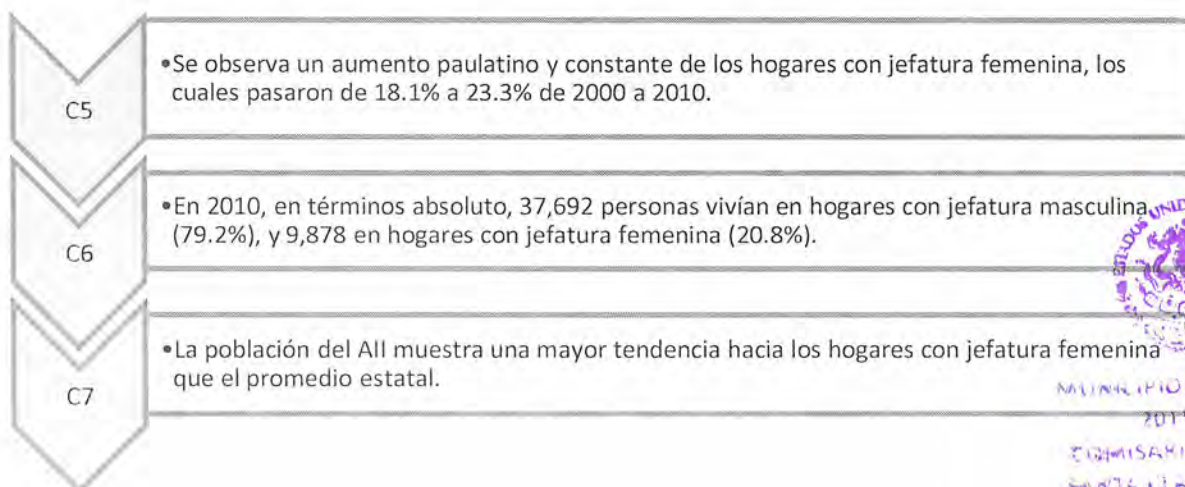 C5
•Se observa un aumento paulatino y constante de los hogares con jefatura femenina, los
cuales pasaron de 18.1% a 23.3% de 2000 a 2010.
C6
•En 2010, en términos absoluto, 37,692 personas vivían en hogares con jefatura masculina
(79.2%), y 9,878 en hogares con jefatura femenina (20.8%).
C7
•La población del AII muestra una mayor tendencia hacia los hogares con jefatura femenina
que el promedio estatal.
MUNICIPIO